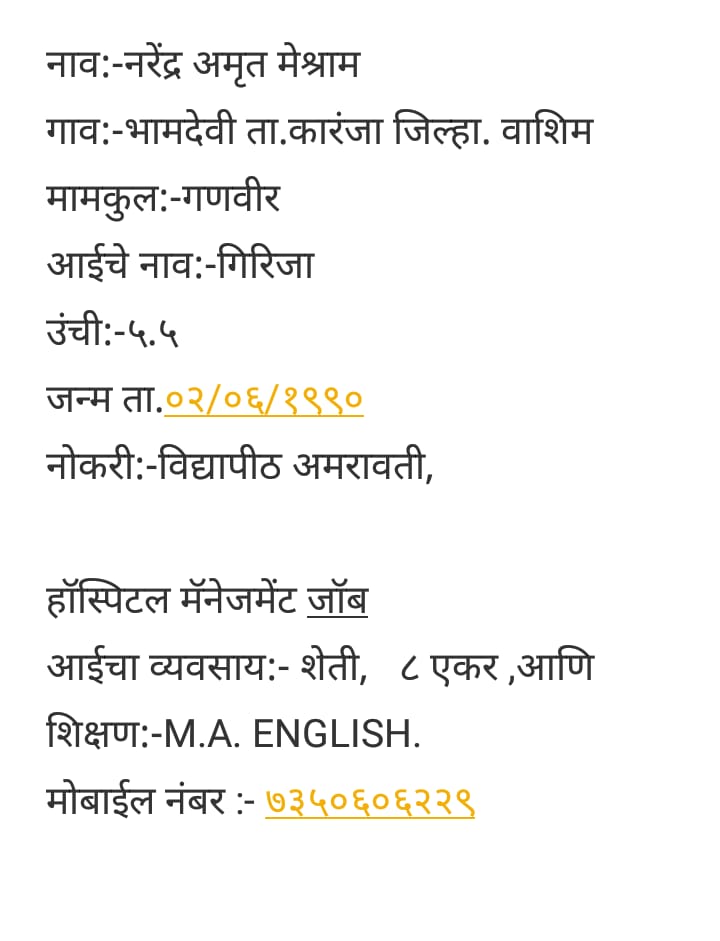 नाव:-नरेंद्र अमृत मेश्राम
गाव:-भामदेवी ता.कारंजा जिल्हा. वाशिम
मामकुल:-गणवीर
आईचे नाव:-गिरिजा
उंची:-५.५
जन्म ता.०२/०६/१९९०
नोकरी:-विद्यापीठ अमरावती,
हॉस्पिटल मॅनेजमेंट जॉब
आईचा व्यवसाय:- शेती, ८ एकर ,आणि
शिक्षण:-M.A. ENGLISH.
मोबाईल नंबर :- ७३५०६०६२२९